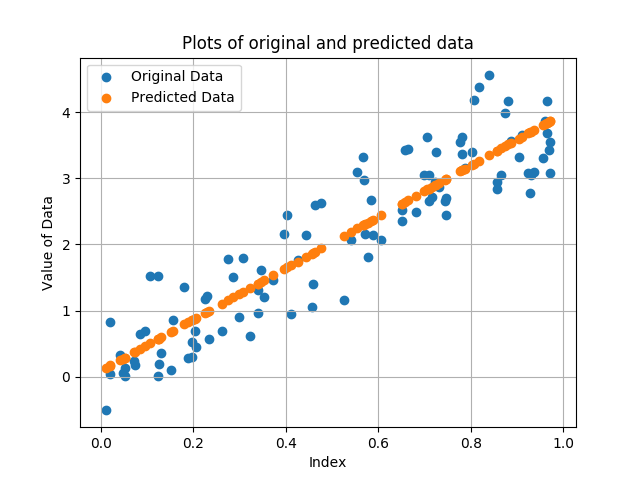 Plots of original and predicted data
Original Data
Predicted Data
Value of Data
4
3
2
1
0
0.0 0.2 0.4 0.6 0.8 1.0
Index